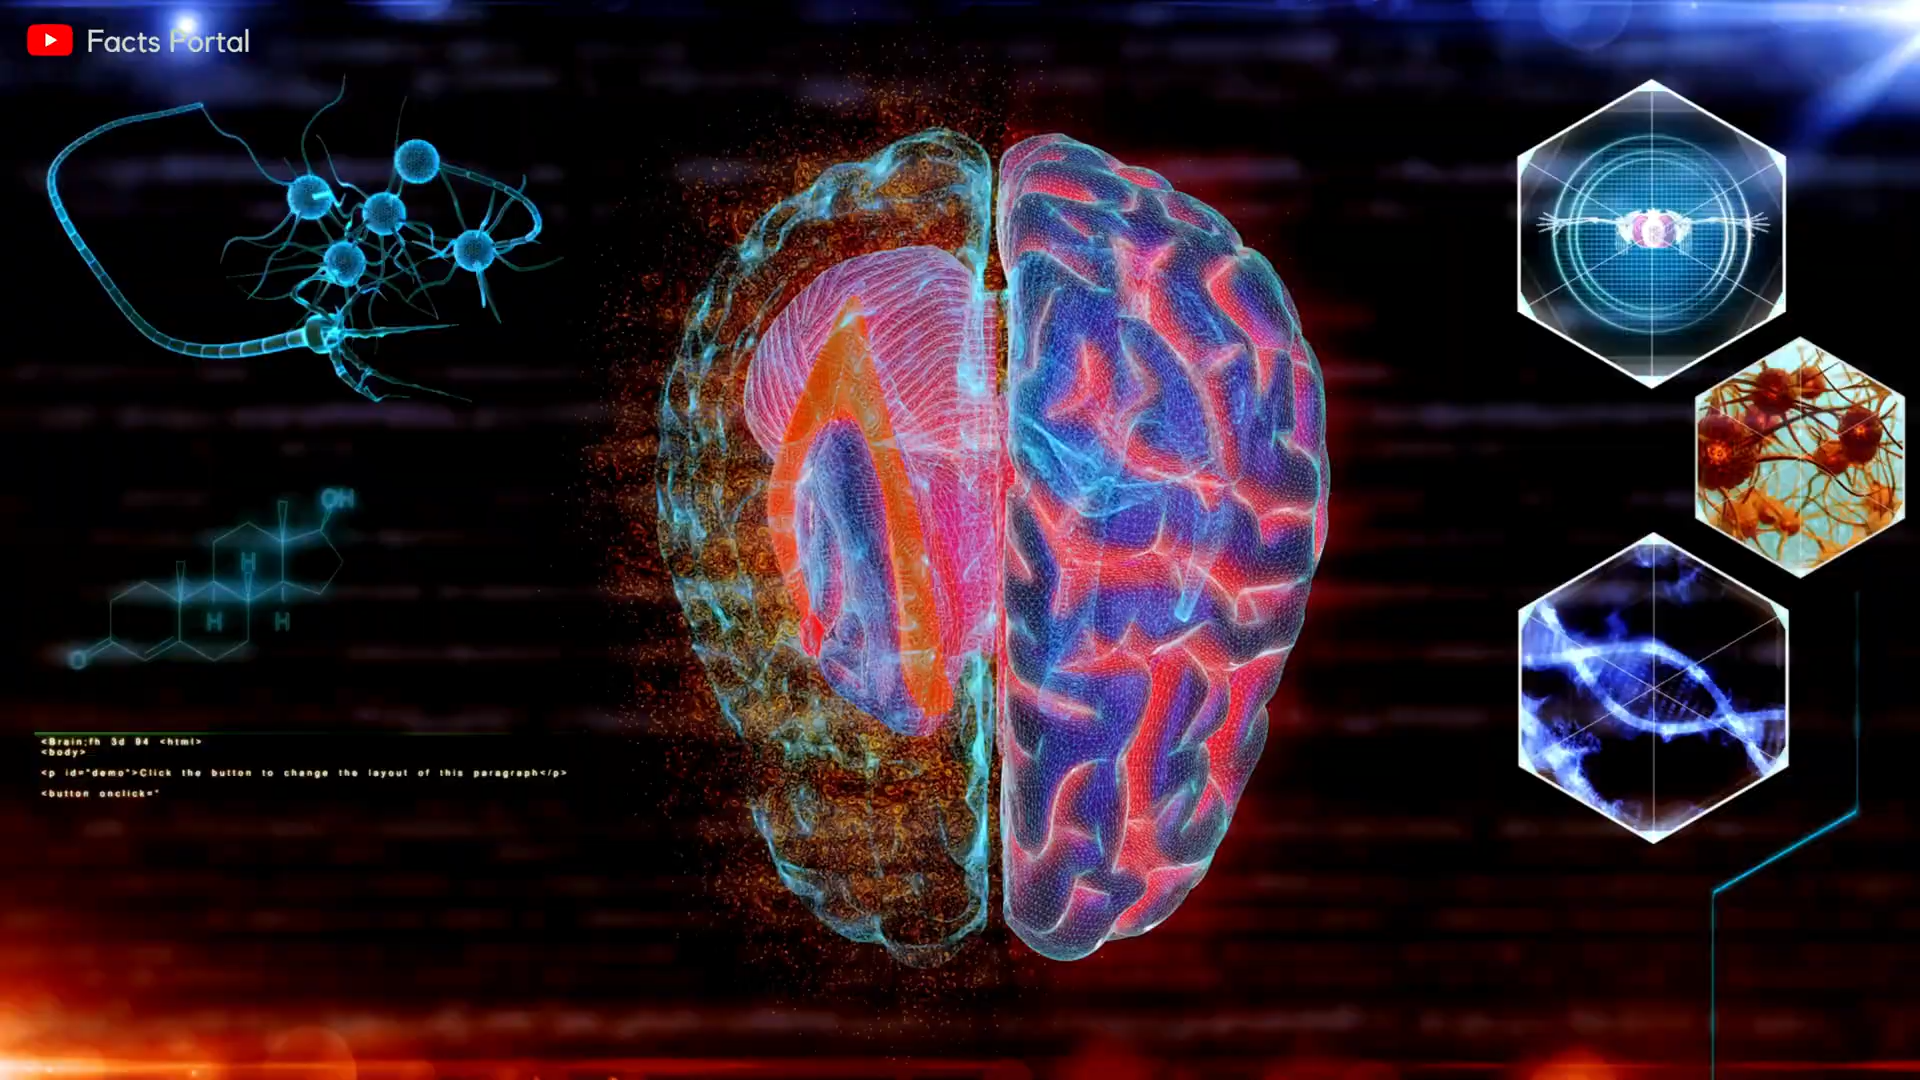 Facts Portal
OH
H
H H
O
<Brain;fh 3d 94 <html>
<body>
<p id="demo">Click the button to change the layout of this paragraph</p>
<button onclick="